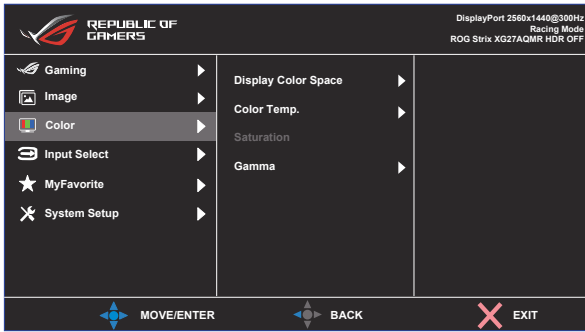 REPUBLIC OF
GAMERS
DisplayPort 2560x1440@300Hz
Racing Mode
ROG Strix XG27AQMR HDR OFF
Gaming
Image
Color
Input Select
MyFavorite
System Setup
Display Color Space
Color Temp.
Saturation
Gamma
MOVE/ENTER
BACK
EXIT